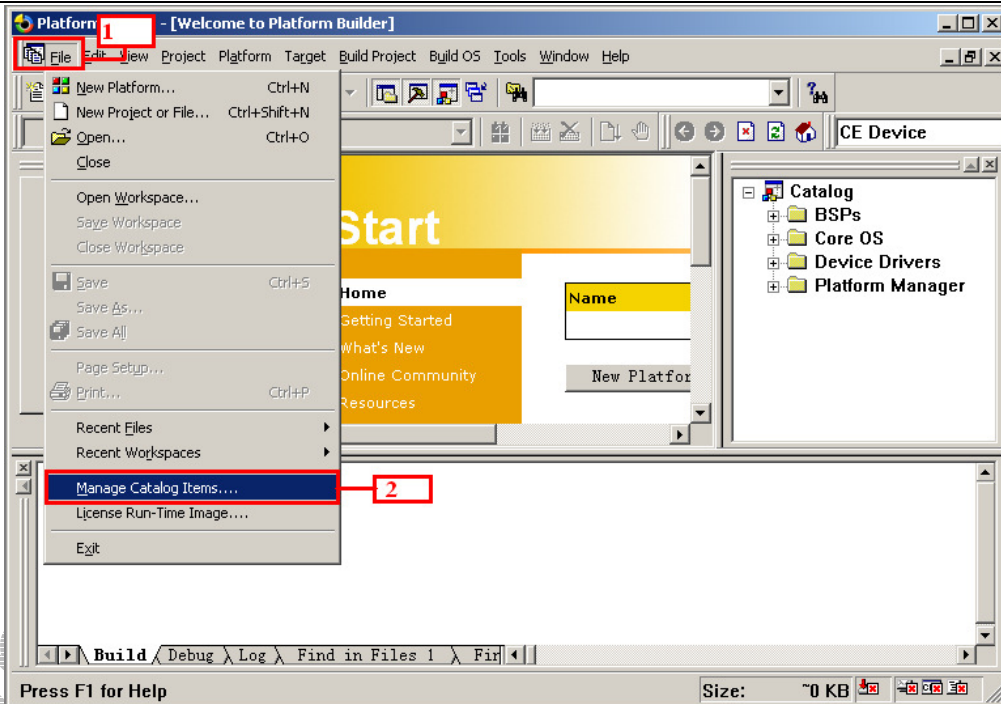 Platform - [Welcome to Platform Builder]
1
File Edit View Project Platform Target Build Project Build OS Tools Window Help
New Platform... Ctrl+N
New Project or File... Ctrl+Shift+N
Open... Ctrl+O
Close
Open Workspace...
Save Workspace
Close Workspace
Save Ctrl+S
Save As...
Save All
Page Setup...
Print... Ctrl+P
Recent Files
Recent Workspaces
Manage Catalog Items....
2
License Run-Time Image....
Exit
CE Device
Start
Home
Getting Started
What's New
Online Community
Resources
Name
New Platfor
Catalog
BSPs
Core OS
Device Drivers
Platform Manager
Build Debug Log Find in Files 1 Fin
Press F1 for Help
Size: ~0 KB